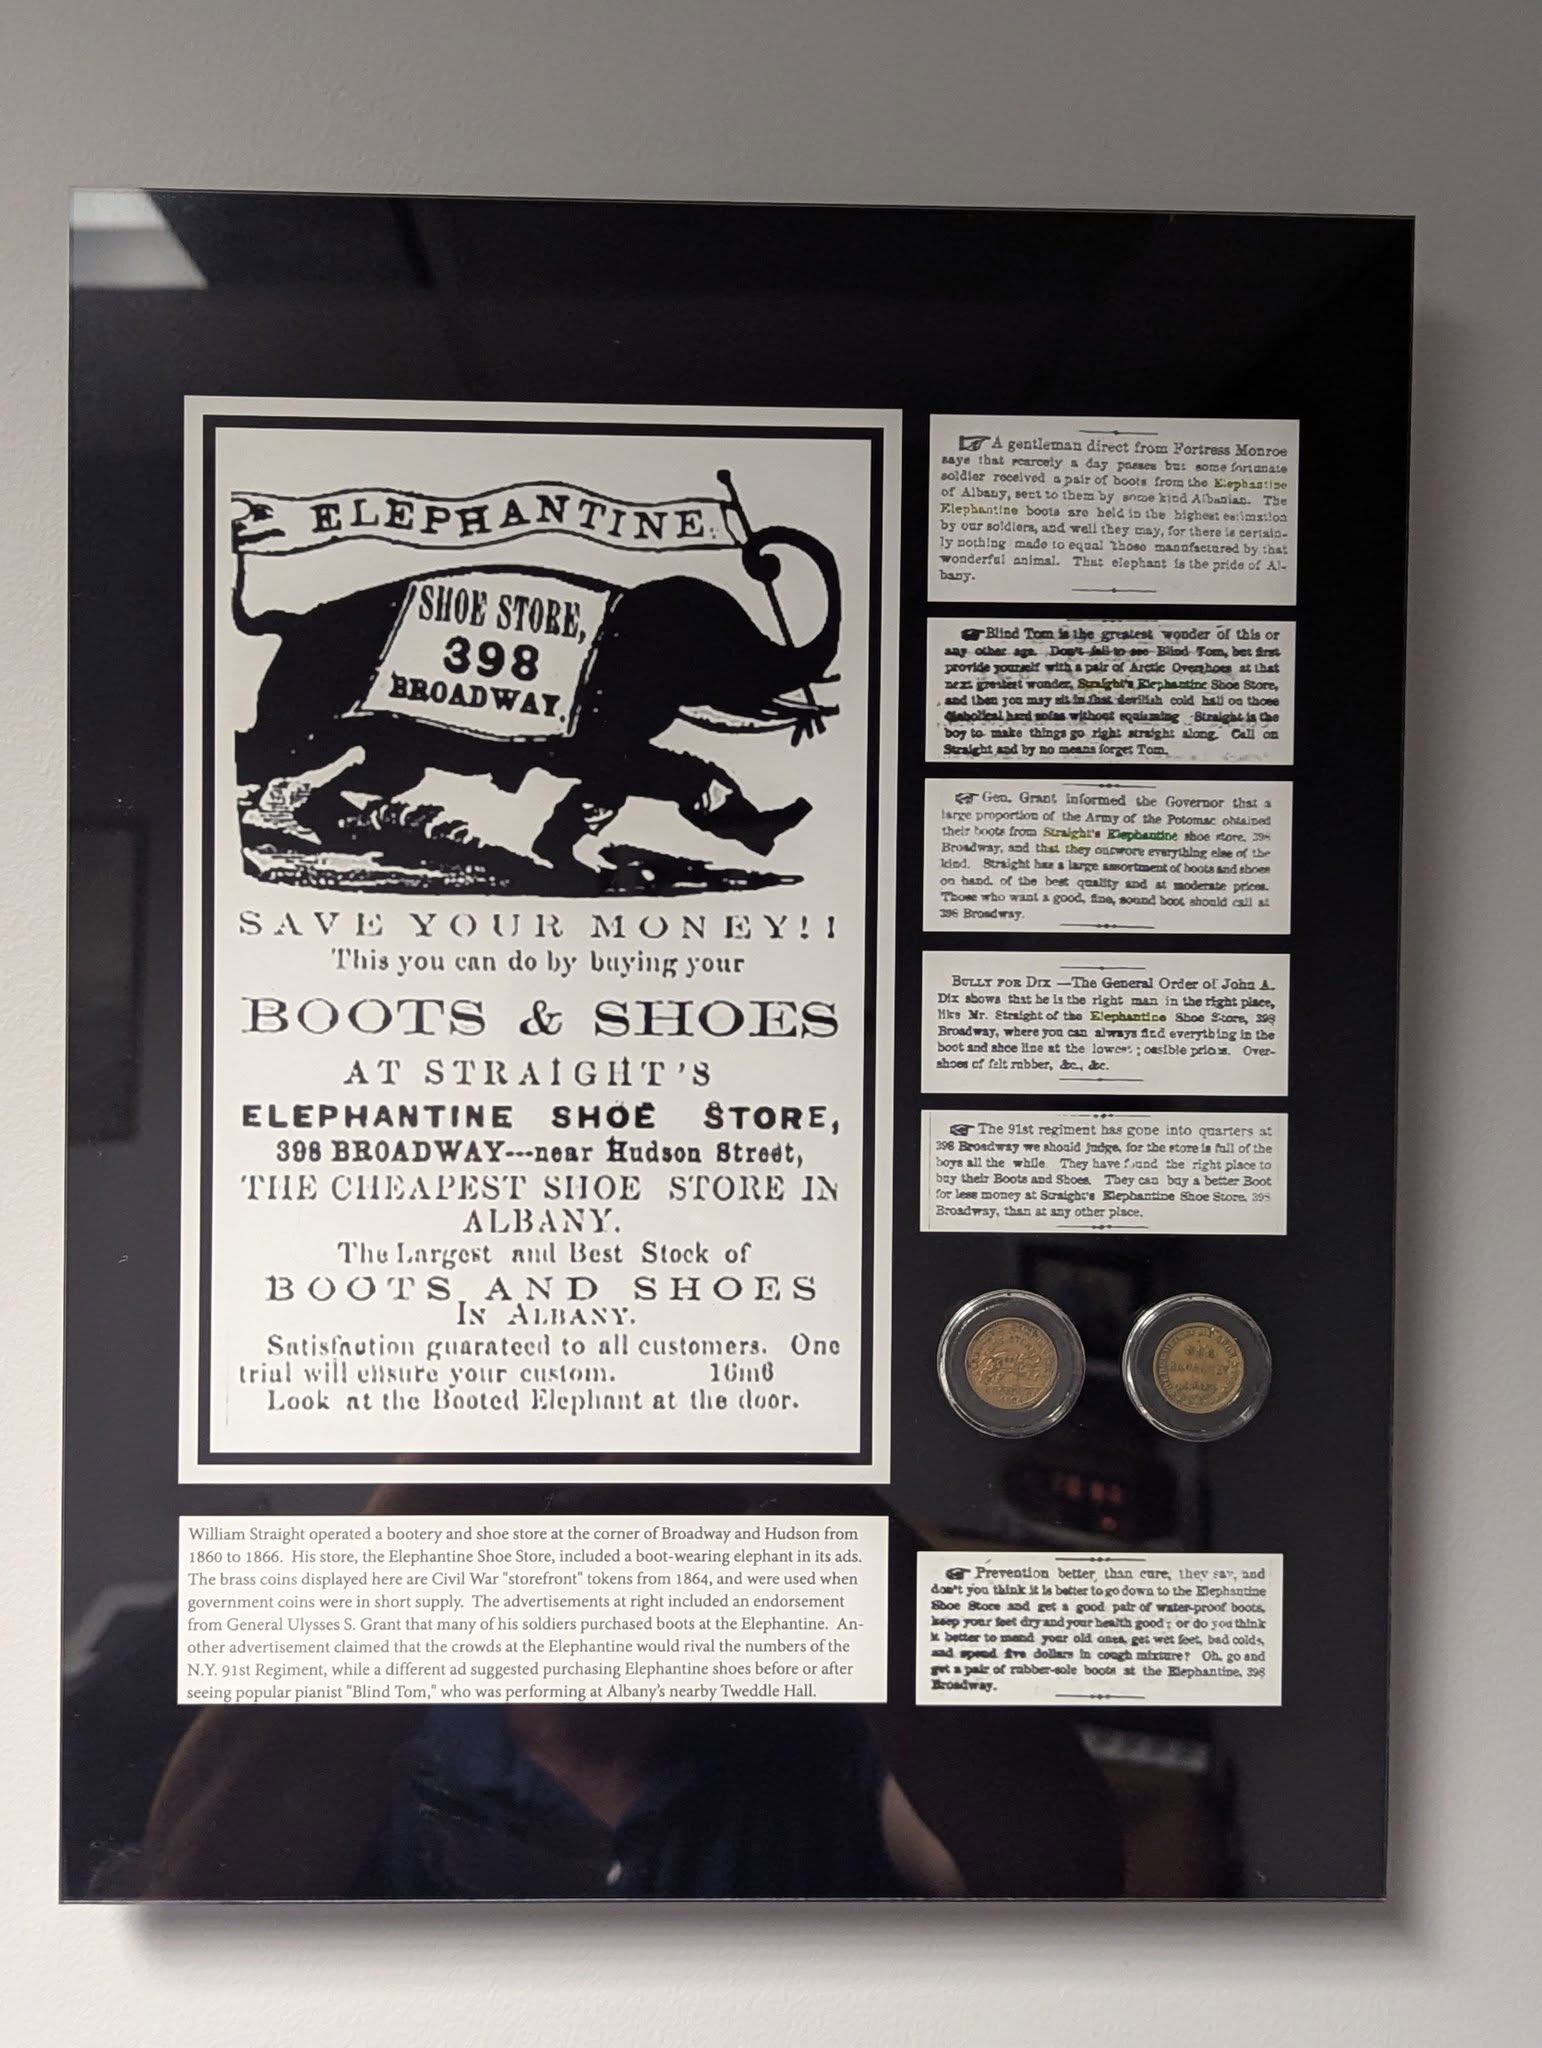 ELEPHANTINE
SHOE STORE,
398
BROADWAY.
SAVE YOUR MONEY!!
This you can do by buying your
BOOTS & SHOES
AT STRAIGHT'S
ELEPHANTINE SHOE STORE,
398 BROADWAY---near Hudson Street,
THE CHEAPEST SHOE STORE IN
ALBANY.
The Largest and Best Stock of
BOOTS AND SHOES
IN ALBANY.
Satisfaction guarateed to all customers. One
trial will ensure your custom. 16m6
Look at the Booted Elephant at the door.
William Straight operated a bootery and shoe store at the corner of Broadway and Hudson from
1860 to 1866. His store, the Elephantine Shoe Store, included a boot-wearing elephant in its ads.
The brass coins displayed here are Civil War "storefront" tokens from 1864, and were used when
government coins were in short supply. The advertisements at right included an endorsement
from General Ulysses S. Grant that many of his soldiers purchased boots at the Elephantine. An-
other advertisement claimed that the crowds at the Elephantine would rival the numbers of the
N.Y. 91st Regiment, while a different ad suggested purchasing Elephantine shoes before or after
seeing popular pianist "Blind Tom," who was performing at Albany's nearby Tweddle Hall.
A gentleman direct from Fortress Monroe
says that scarcely a day passes but some fortunate
soldier received a pair of boots from the Elephantine
of Albany, sent to them by some kind Albanian. The
Elephantine boots are held in the highest estimation
by our soldiers, and well they may, for there is certain-
ly nothing made to equal those manufactured by that
wonderful animal. That elephant is the pride of Al-
bany.
Blind Tom is the greatest wonder of this or
any other age. Don't fail to see Blind Tom, but first
provide yourself with a pair of Arctic Overshoes at that
next greatest wonder, Straight's Elephantine Shoe Store,
and then you may sit in that devilish cold hall on those
diabolical hard sofas without squirming Straight is the
boy to make things go right straight along. Call on
Straight and by no means forget Tom.
Gen. Grant informed the Governor that a
large proportion of the Army of the Potomac obtained
their boots from Straight's Elephantine shoe store, 398
Broadway, and that they outwore everything else of the
kind. Straight has a large assortment of boots and shoes
on hand, of the best quality and at moderate prices.
Those who want a good, fine, sound boot should call at
398 Broadway.
BULLY FOR DIX —The General Order of John A.
Dix shows that he is the right man in the right place,
like Mr. Straight of the Elephantine Shoe Store, 398
Broadway, where you can always find everything in the
boot and shoe line at the lowest possible prices. Over-
shoes of felt rubber, &c., &c.
The 91st regiment has gone into quarters at
398 Broadway we should judge, for the store is full of the
boys all the while. They have found the right place to
buy their Boots and Shoes. They can buy a better Boot
for less money at Straight's Elephantine Shoe Store, 398
Broadway, than at any other place.
398
BROADWAY
ALBANY
Prevention better than cure, they say, and
don't you think it is better to go down to the Elephantine
Shoe Store and get a good pair of water-proof boots,
keep your feet dry and your health good; or do you think
it better to mend your old ones, get wet feet, bad colds,
and spend five dollars in cough mixture? Oh, go and
get a pair of rubber-sole boots at the Elephantine, 398
Broadway.